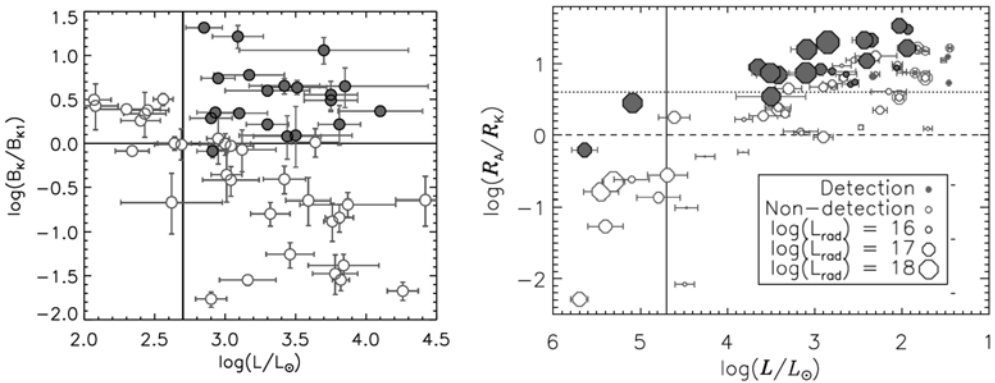 log(B_K/B_K1)
1.5
1.0
0.5
0.0
-0.5
-1.0
-1.5
-2.0
2.0 2.5 3.0 3.5 4.0 4.5
log(L/L_⊙)
log(R_A/R_K)
1
0
-1
-2
Detection
Non-detection
log(L_rad) = 16
log(L_rad) = 17
log(L_rad) = 18
6 5 4 3 2 1
log(L/L_⊙)